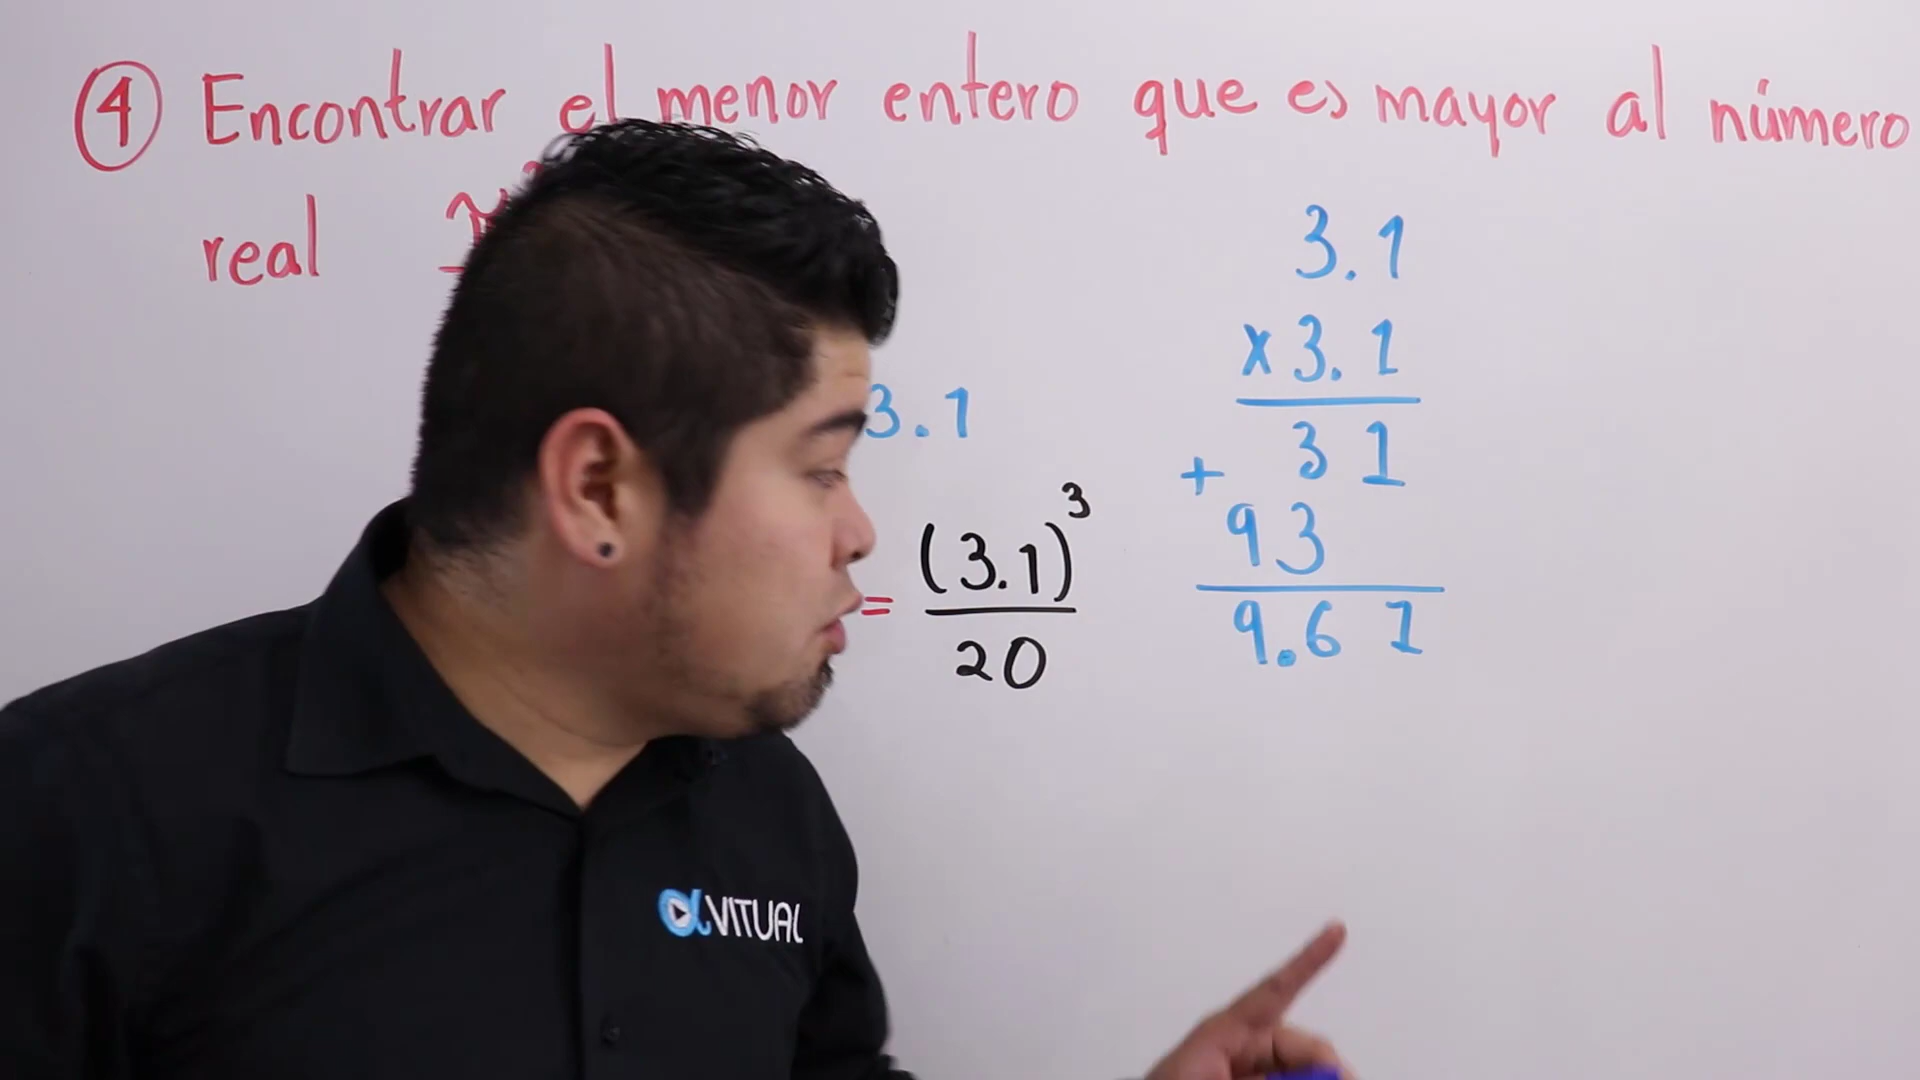 ④ Encontrar el menor entero que es mayor al número
real π
3.1
= (3.1)³
20
3.1
x 3.1
3 1
+
9 3
9.6 1
αVITUAL